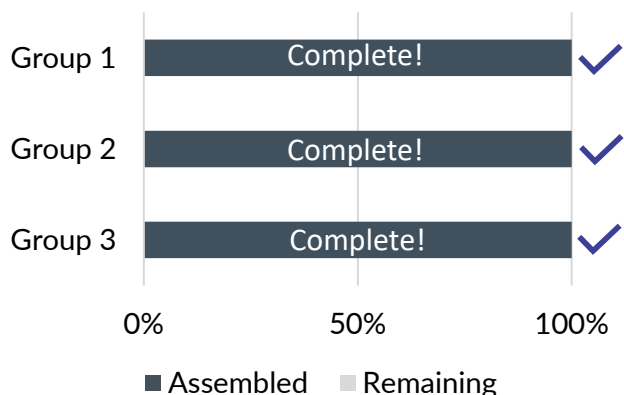 Group 1 Complete!
Group 2 Complete!
Group 3 Complete!
0% 50% 100%
Assembled Remaining